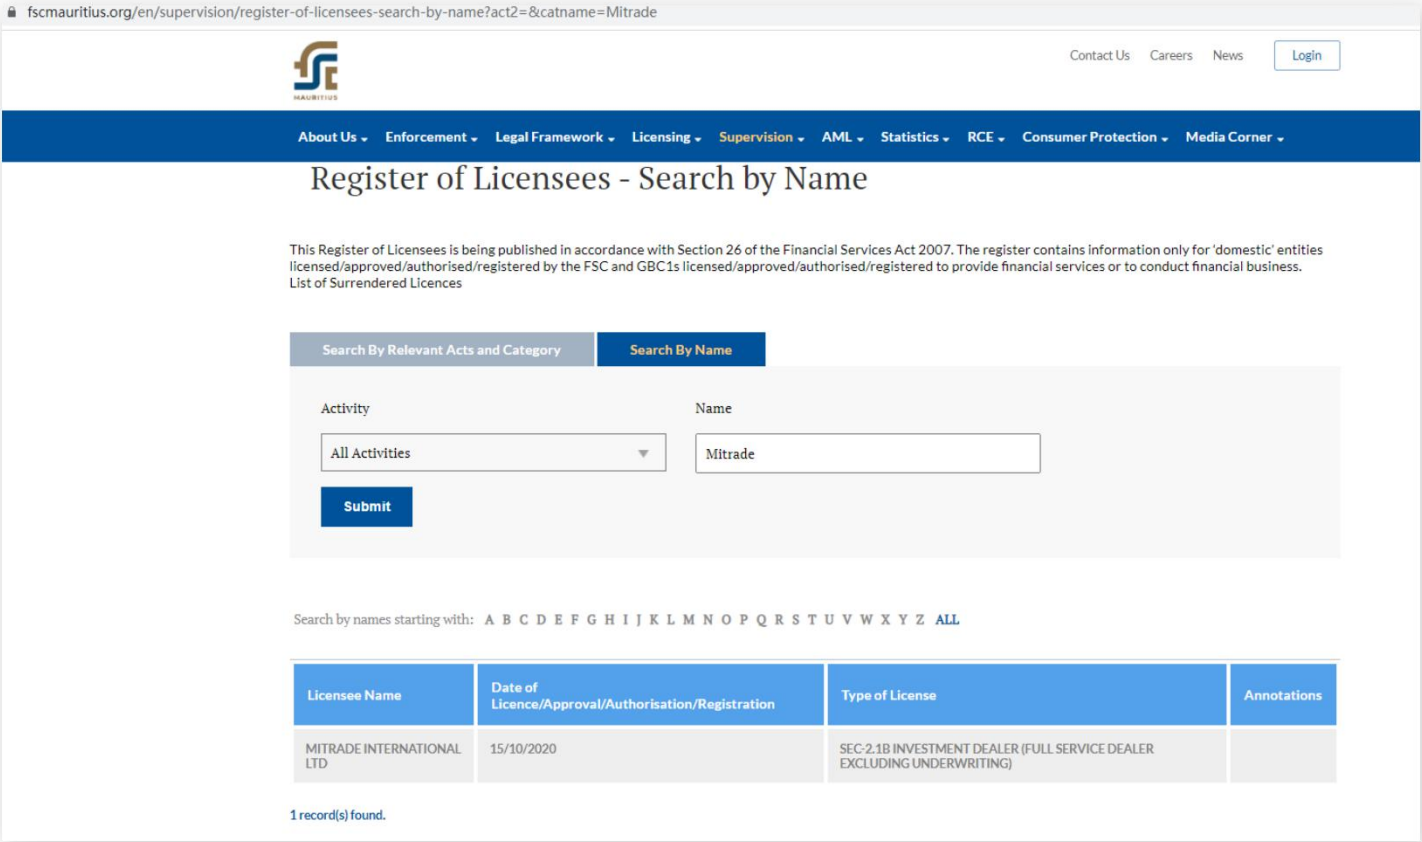 fscmauritius.org/en/supervision/register-of-licensees-search-by-name?act2=&catname=Mitrade
MAURITIUS
Contact Us Careers News Login
About Us Enforcement Legal Framework Licensing Supervision AML Statistics RCE Consumer Protection Media Corner
Register of Licensees - Search by Name
This Register of Licensees is being published in accordance with Section 26 of the Financial Services Act 2007. The register contains information only for 'domestic' entities
licensed/approved/authorised/registered by the FSC and GBC1s licensed/approved/authorised/registered to provide financial services or to conduct financial business.
List of Surrendered Licences
Search By Relevant Acts and Category Search By Name
Activity Name
All Activities Mitrade
Submit
Search by names starting with: A B C D E F G H I J K L M N O P Q R S T U V W X Y Z ALL
Licensee Name
Date of
Licence/Approval/Authorisation/Registration
Type of License
Annotations
MITRADE INTERNATIONAL
LTD
15/10/2020
SEC-2.1B INVESTMENT DEALER (FULL SERVICE DEALER
EXCLUDING UNDERWRITING)
1 record(s) found.